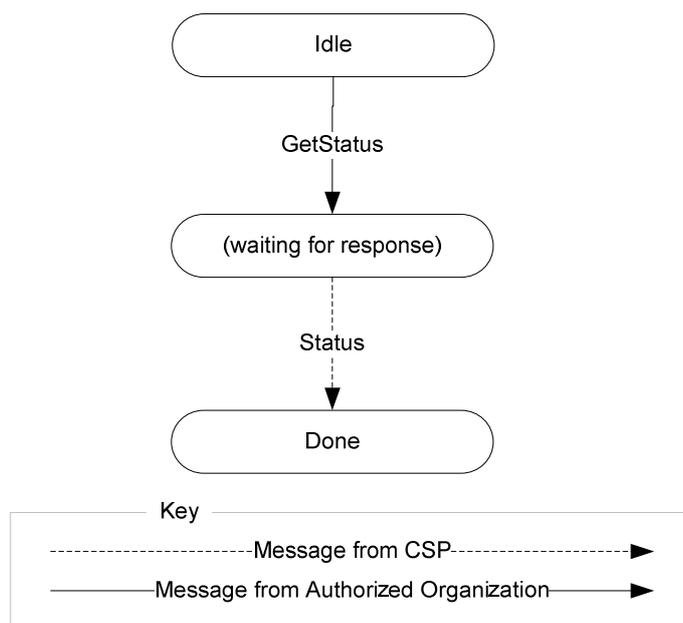 Idle
GetStatus
(waiting for response)
Status
Done
Key
Message from CSP
Message from Authorized Organization